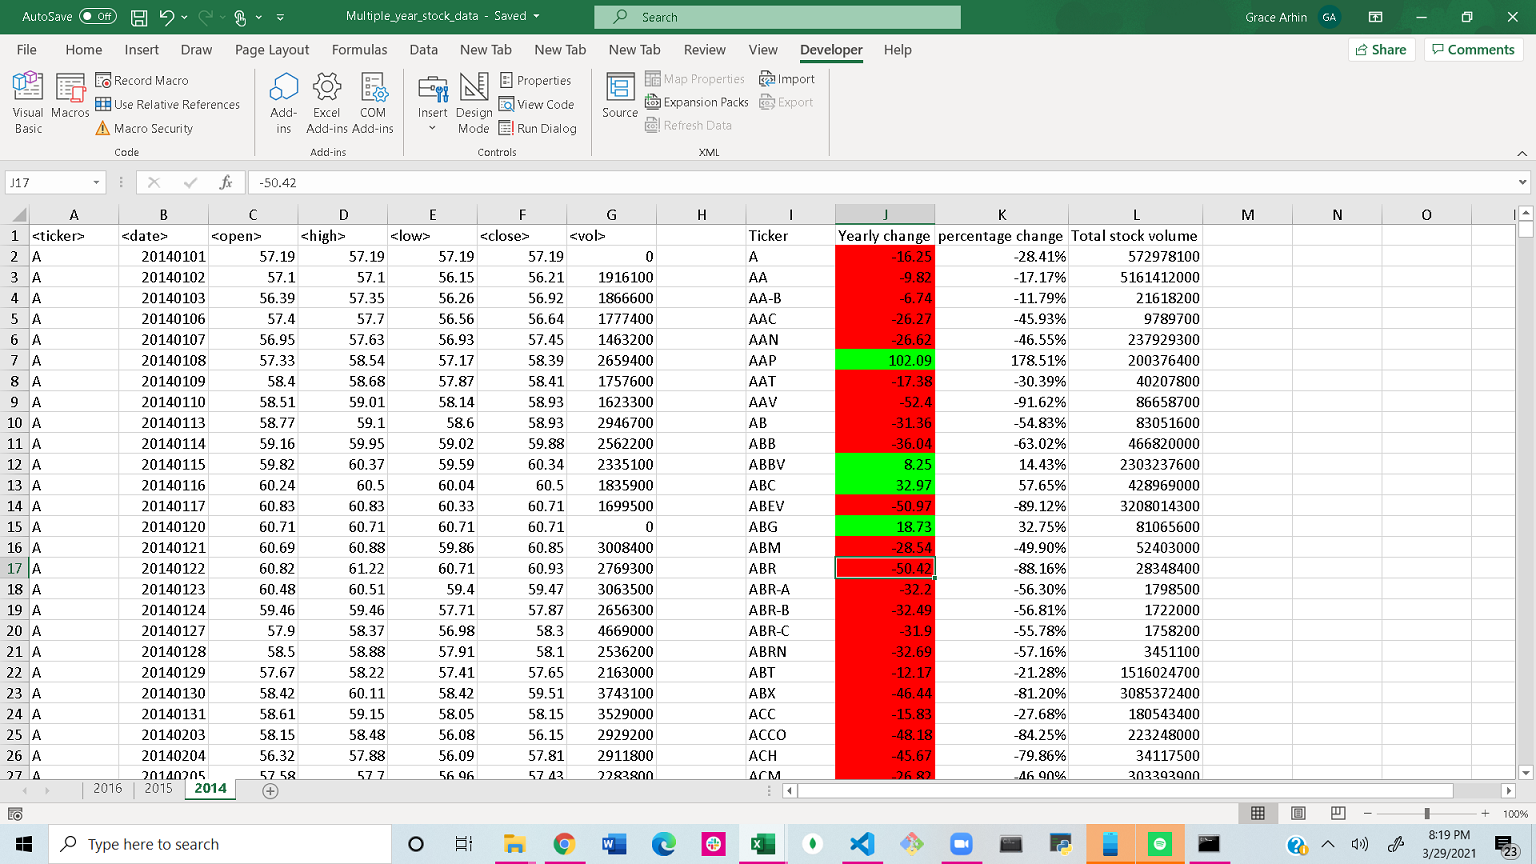 AutoSave Off Multiple_year_stock_data - Saved Search Grace Arhin GA
File Home Insert Draw Page Layout Formulas Data New Tab New Tab New Tab Review View Developer Help Share Comments
Visual Basic
Macros
Record Macro
Use Relative References
Macro Security
Code
Add-ins
Excel Add-ins
COM Add-ins
Add-ins
Insert
Design Mode
Properties
View Code
Run Dialog
Controls
Source
Map Properties
Expansion Packs
Refresh Data
Import
Export
XML
J17 fx -50.42
A B C D E F G H I J K L M N O
1 <ticker> <date> <open> <high> <low> <close> <vol> Ticker Yearly change percentage change Total stock volume
2 A 20140101 57.19 57.19 57.19 57.19 0 A -16.25 -28.41% 572978100
3 A 20140102 57.1 57.1 56.15 56.21 1916100 AA -9.82 -17.17% 5161412000
4 A 20140103 56.39 57.35 56.26 56.92 1866600 AA-B -6.74 -11.79% 21618200
5 A 20140106 57.4 57.7 56.56 56.64 1777400 AAC -26.27 -45.93% 9789700
6 A 20140107 56.95 57.63 56.93 57.45 1463200 AAN -26.62 -46.55% 237929300
7 A 20140108 57.33 58.54 57.17 58.39 2659400 AAP 102.09 178.51% 200376400
8 A 20140109 58.4 58.68 57.87 58.41 1757600 AAT -17.38 -30.39% 40207800
9 A 20140110 58.51 59.01 58.14 58.93 1623300 AAV -52.4 -91.62% 86658700
10 A 20140113 58.77 59.1 58.6 58.93 2946700 AB -31.36 -54.83% 83051600
11 A 20140114 59.16 59.95 59.02 59.88 2562200 ABB -36.04 -63.02% 466820000
12 A 20140115 59.82 60.37 59.59 60.34 2335100 ABBV 8.25 14.43% 2303237600
13 A 20140116 60.24 60.5 60.04 60.5 1835900 ABC 32.97 57.65% 428969000
14 A 20140117 60.83 60.83 60.33 60.71 1699500 ABEV -50.97 -89.12% 3208014300
15 A 20140120 60.71 60.71 60.71 60.71 0 ABG 18.73 32.75% 81065600
16 A 20140121 60.69 60.88 59.86 60.85 3008400 ABM -28.54 -49.90% 52403000
17 A 20140122 60.82 61.22 60.71 60.93 2769300 ABR -50.42 -88.16% 28348400
18 A 20140123 60.48 60.51 59.4 59.47 3063500 ABR-A -32.2 -56.30% 1798500
19 A 20140124 59.46 59.46 57.71 57.87 2656300 ABR-B -32.49 -56.81% 1722000
20 A 20140127 57.9 58.37 56.98 58.3 4669000 ABR-C -31.9 -55.78% 1758200
21 A 20140128 58.5 58.88 57.91 58.1 2536200 ABRN -32.69 -57.16% 3451100
22 A 20140129 57.67 58.22 57.41 57.65 2163000 ABT -12.17 -21.28% 1516024700
23 A 20140130 58.42 60.11 58.42 59.51 3743100 ABX -46.44 -81.20% 3085372400
24 A 20140131 58.61 59.15 58.05 58.15 3529000 ACC -15.83 -27.68% 180543400
25 A 20140203 58.15 58.48 56.08 56.15 2929200 ACCO -48.18 -84.25% 223248000
26 A 20140204 56.32 57.88 56.09 57.81 2911800 ACH -45.67 -79.86% 34117500
27 A 20140205 57.58 57.7 56.96 57.43 2283800 ACM -26.82 -46.90% 303393900
2016 2015 2014
100%
Type here to search
8:19 PM
3/29/2021
23